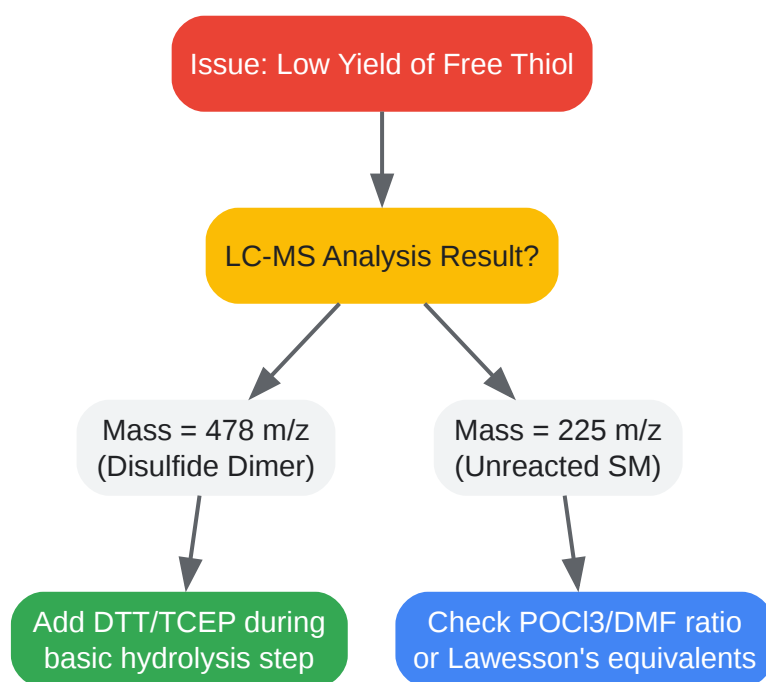 Issue: Low Yield of Free Thiol
LC-MS Analysis Result?
Mass = 478 m/z
(Disulfide Dimer)
Mass = 225 m/z
(Unreacted SM)
Add DTT/TCEP during
basic hydrolysis step
Check POCl3/DMF ratio
or Lawesson's equivalents